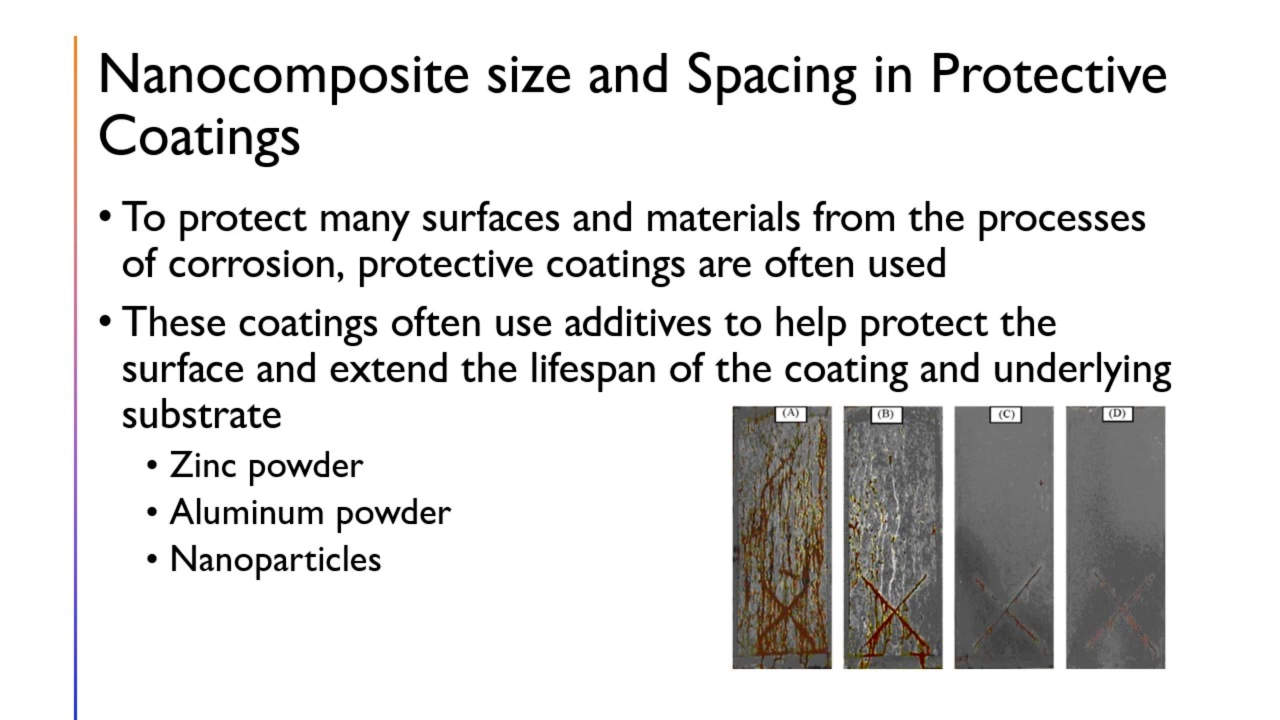 Nanocomposite size and Spacing in Protective
Coatings
• To protect many surfaces and materials from the processes
of corrosion, protective coatings are often used
• These coatings often use additives to help protect the
surface and extend the lifespan of the coating and underlying
substrate
• Zinc powder
• Aluminum powder
• Nanoparticles
(A) (B) (C) (D)